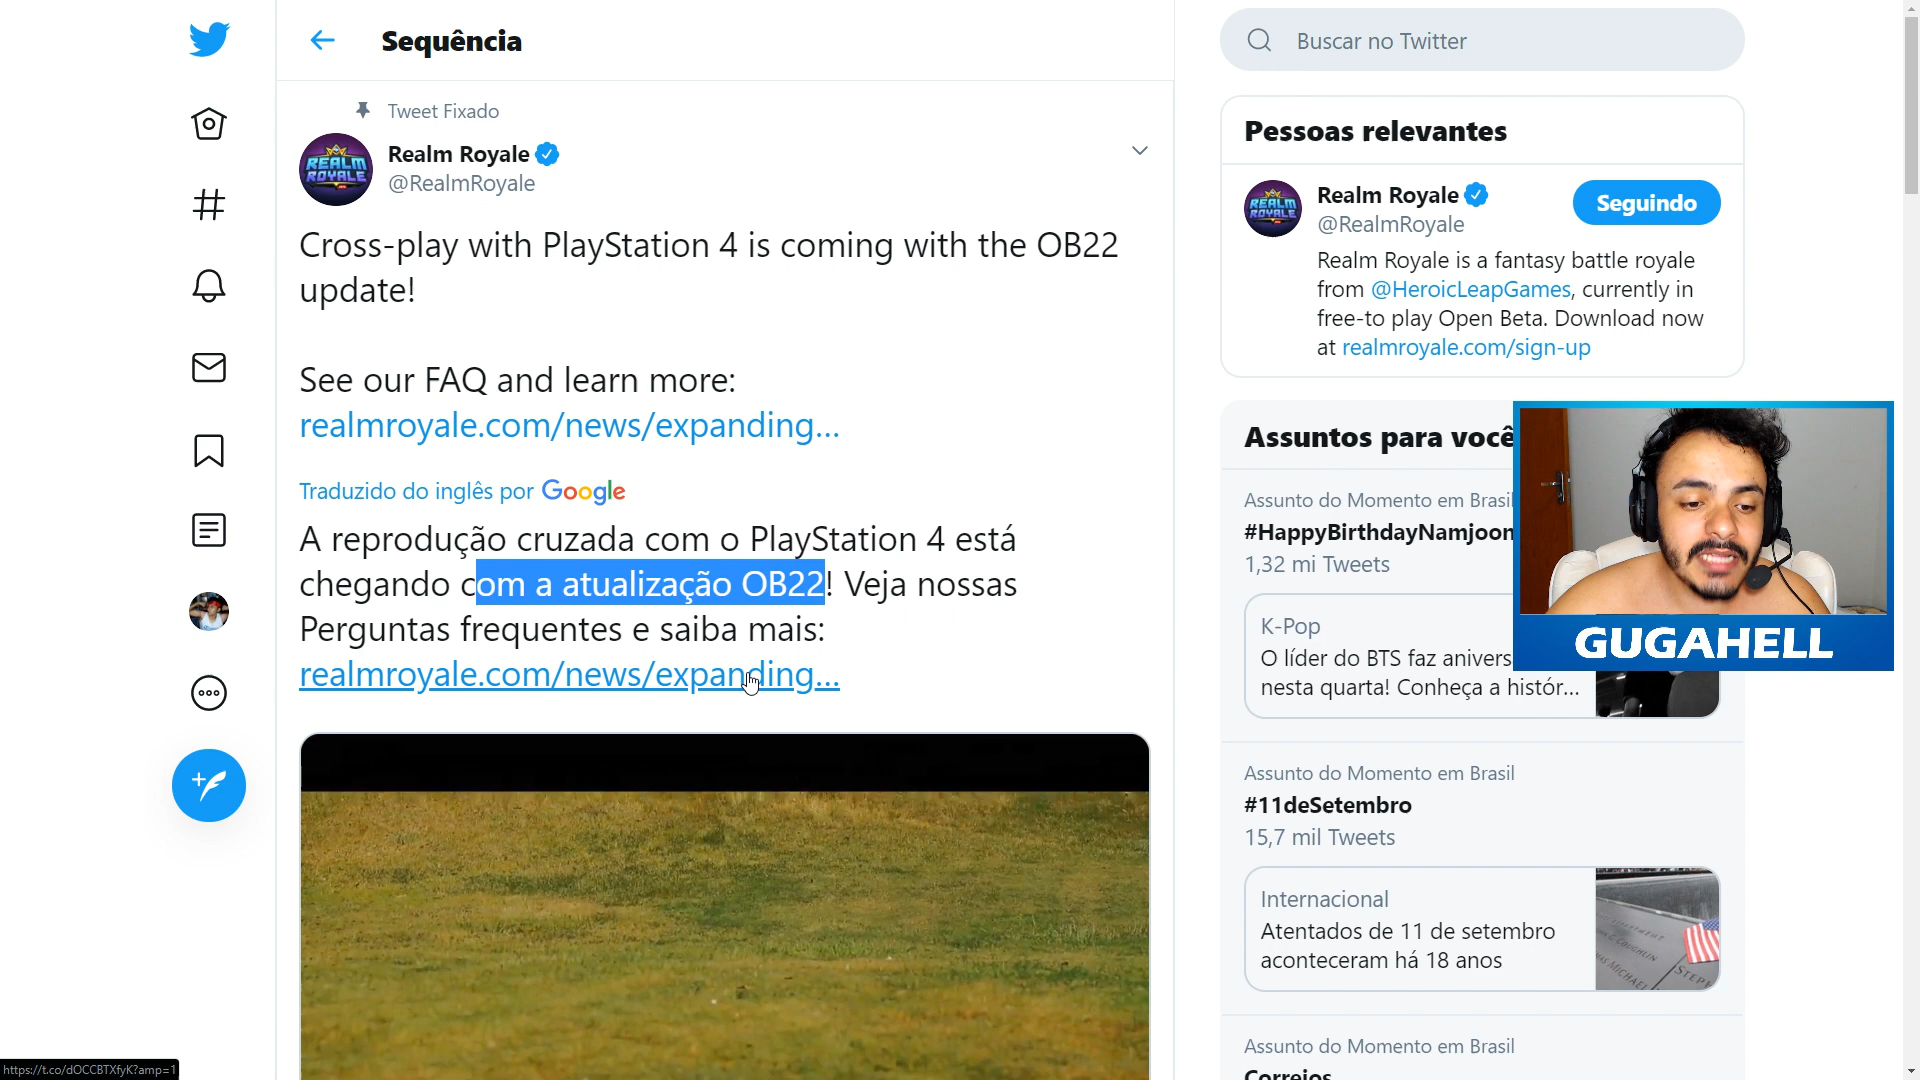 Sequência
Tweet Fixado
REALM
ROYALE
Realm Royale
@RealmRoyale
Cross-play with PlayStation 4 is coming with the OB22
update!
See our FAQ and learn more:
realmroyale.com/news/expanding...
Traduzido do inglês por Google
A reprodução cruzada com o PlayStation 4 está
chegando com a atualização OB22! Veja nossas
Perguntas frequentes e saiba mais:
realmroyale.com/news/expanding...
https://t.co/dOCCBTXfyK?amp=1
Buscar no Twitter
Pessoas relevantes
REALM
ROYALE
Realm Royale
@RealmRoyale
Seguindo
Realm Royale is a fantasy battle royale
from @HeroicLeapGames, currently in
free-to play Open Beta. Download now
at realmroyale.com/sign-up
Assuntos para você
Assunto do Momento em Brasil
#HappyBirthdayNamjoon
1,32 mi Tweets
K-Pop
O líder do BTS faz anivers
nesta quarta! Conheça a histór...
GUGAHELL
Assunto do Momento em Brasil
#11deSetembro
15,7 mil Tweets
Internacional
Atentados de 11 de setembro
aconteceram há 18 anos
Assunto do Momento em Brasil
Correios